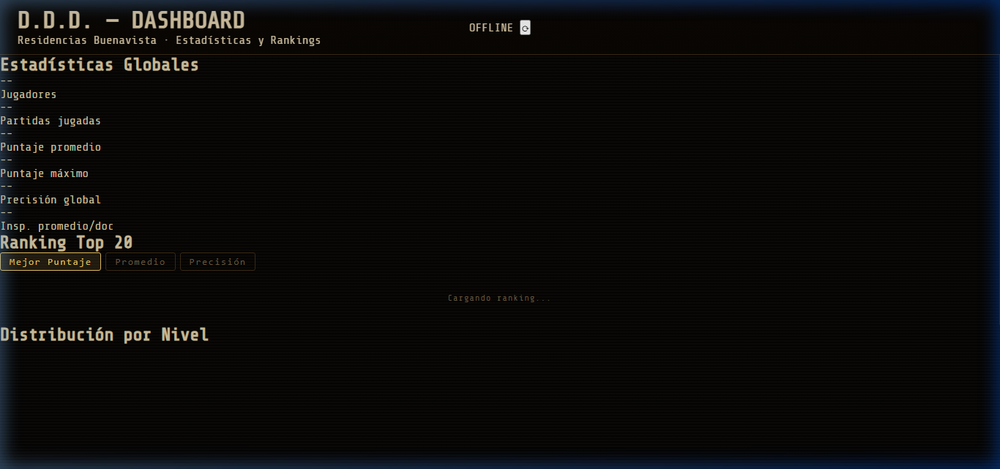 D.D.D. — DASHBOARD
Residencias Buenavista · Estadísticas y Rankings
OFFLINE ⟳
Estadísticas Globales
--
Jugadores
--
Partidas jugadas
--
Puntaje promedio
--
Puntaje máximo
--
Precisión global
--
Insp. promedio/doc
Ranking Top 20
Mejor Puntaje Promedio Precisión
Cargando ranking...
Distribución por Nivel